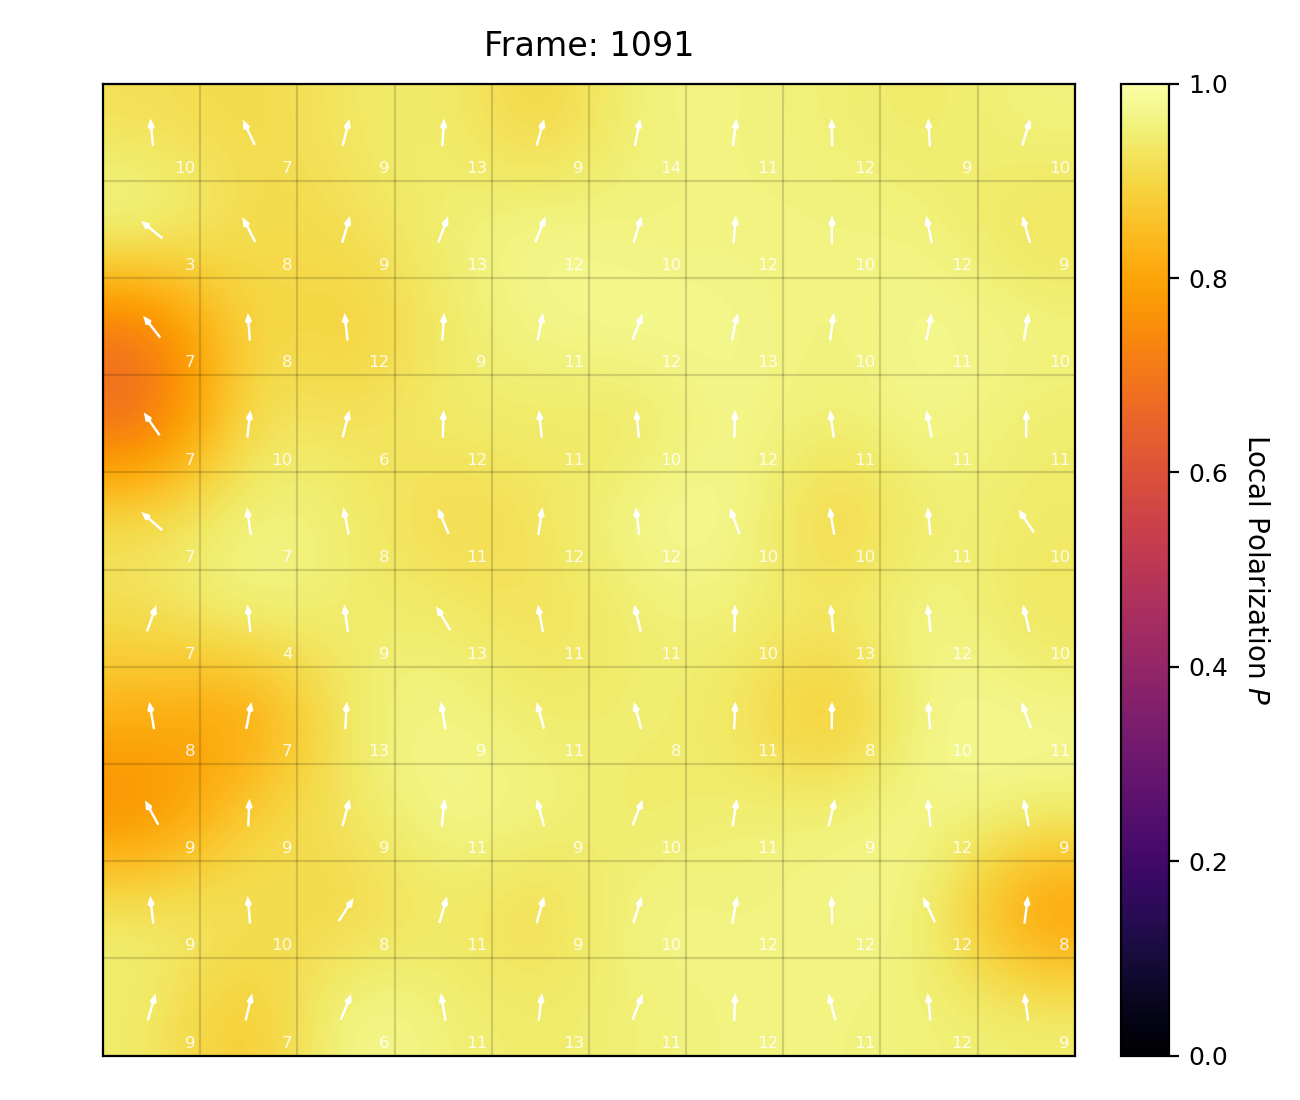 Frame: 1091
10 7 9 13 9 14 11 12 9 10
3 8 9 13 12 10 12 10 12 9
7 8 12 9 11 12 13 10 11 10
7 10 6 12 11 10 12 11 11 11
7 7 8 11 12 12 10 10 11 10
7 4 9 13 11 11 10 13 12 10
8 7 13 9 11 8 11 8 10 11
9 9 9 11 9 10 11 9 12 9
9 10 8 11 9 10 12 12 12 8
9 7 6 11 13 11 12 11 12 9
1.0
0.8
0.6
0.4
0.2
0.0
Local Polarization P